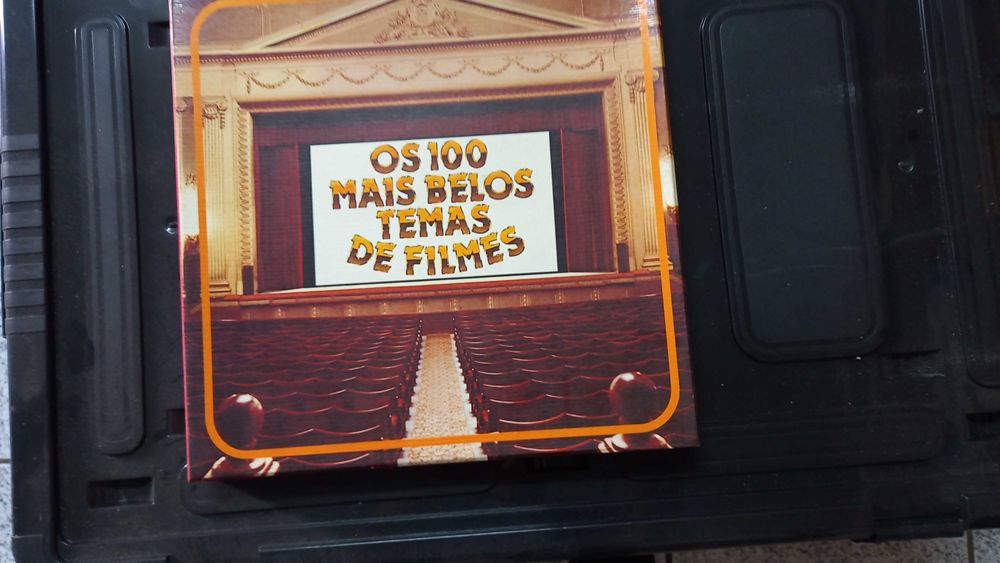 OS 100
MAIS BELOS
TEMAS
DE FILMES